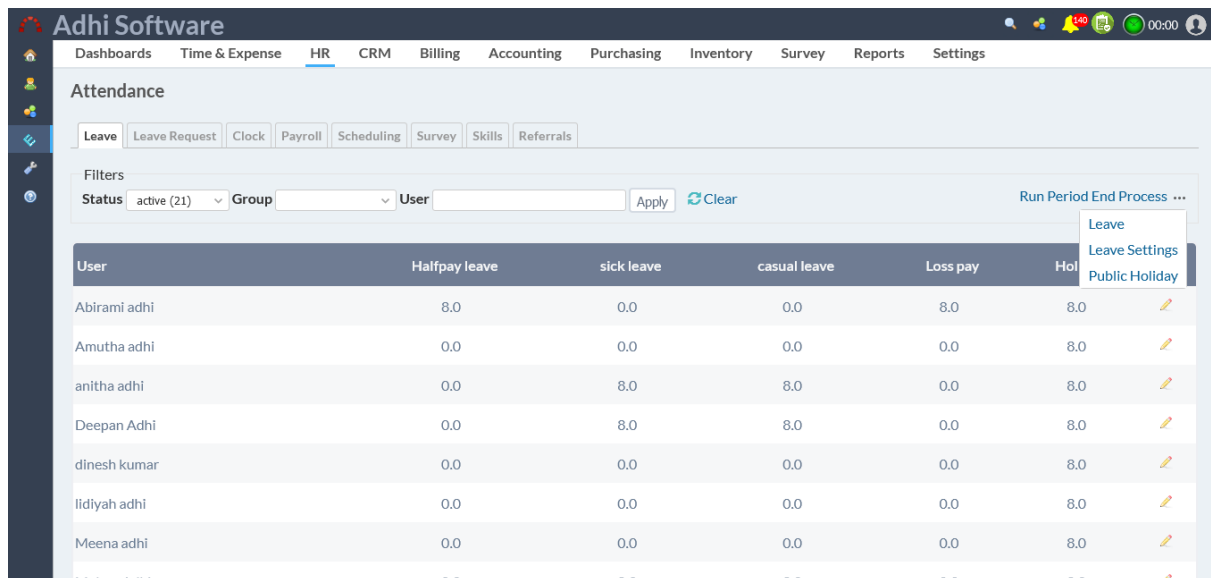 Adhi Software
140
00:00
Dashboards Time & Expense HR CRM Billing Accounting Purchasing Inventory Survey Reports Settings
Attendance
Leave Leave Request Clock Payroll Scheduling Survey Skills Referrals
Filters
Status active (21) Group User Apply Clear Run Period End Process ...
Leave
Leave Settings
Public Holiday
User Halfpay leave sick leave casual leave Loss pay
Abirami adhi 8.0 0.0 0.0 8.0 8.0
Amutha adhi 0.0 0.0 0.0 0.0 8.0
anitha adhi 0.0 8.0 8.0 0.0 8.0
Deepan Adhi 0.0 8.0 8.0 0.0 8.0
dinesh kumar 0.0 0.0 0.0 0.0 8.0
lidiyah adhi 0.0 0.0 0.0 0.0 8.0
Meena adhi 0.0 0.0 0.0 0.0 8.0